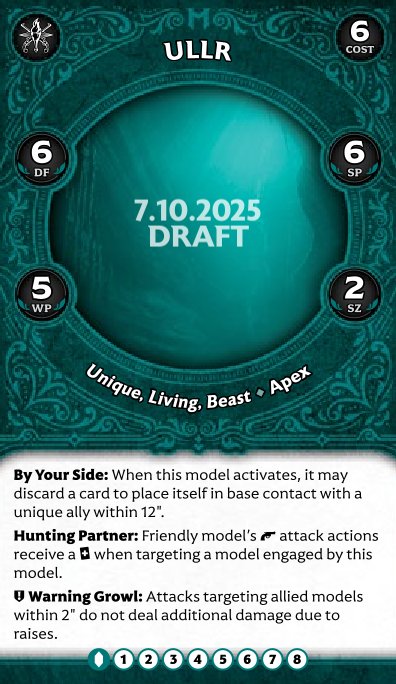 ULLR
6
COST
6
DF
6
SP
7.10.2025
DRAFT
5
WP
2
SZ
Unique, Living, Beast ◆ Apex
By Your Side: When this model activates, it may
discard a card to place itself in base contact with a
unique ally within 12".
Hunting Partner: Friendly model's attack actions
receive a when targeting a model engaged by this
model.
Warning Growl: Attacks targeting allied models
within 2" do not deal additional damage due to
raises.
1 2 3 4 5 6 7 8